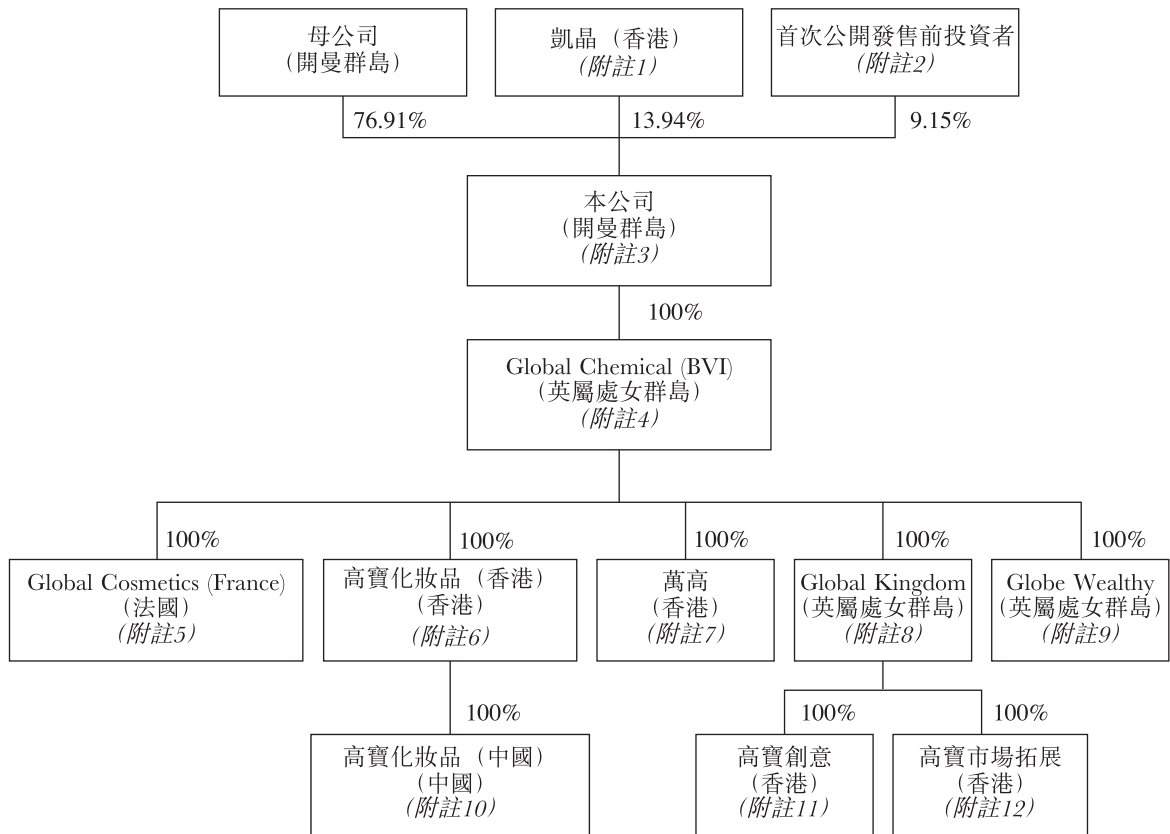 母公司
（開曼群島）
凱晶（香港）
（附註1）
首次公開發售前投資者
（附註2）
76.91%
13.94%
9.15%
本公司
（開曼群島）
（附註3）
100%
Global Chemical (BVI)
（英屬處女群島）
（附註4）
100%
100%
100%
100%
100%
Global Cosmetics (France)
（法國）
（附註5）
高寶化妝品（香港）
（香港）
（附註6）
萬高
（香港）
（附註7）
Global Kingdom
（英屬處女群島）
（附註8）
Globe Wealthy
（英屬處女群島）
（附註9）
100%
100%
100%
高寶化妝品（中國）
（中國）
（附註10）
高寶創意
（香港）
（附註11）
高寶市場拓展
（香港）
（附註12）